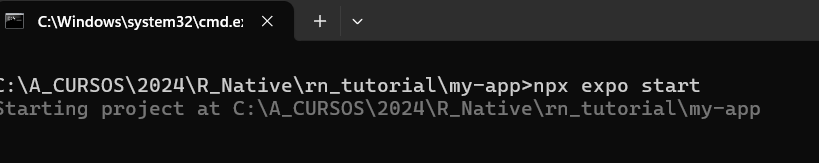 C:\Windows\system32\cmd.e
C:\A_CURSOS\2024\R_Native\rn_tutorial\my-app>npx expo start
Starting project at C:\A_CURSOS\2024\R_Native\rn_tutorial\my-app